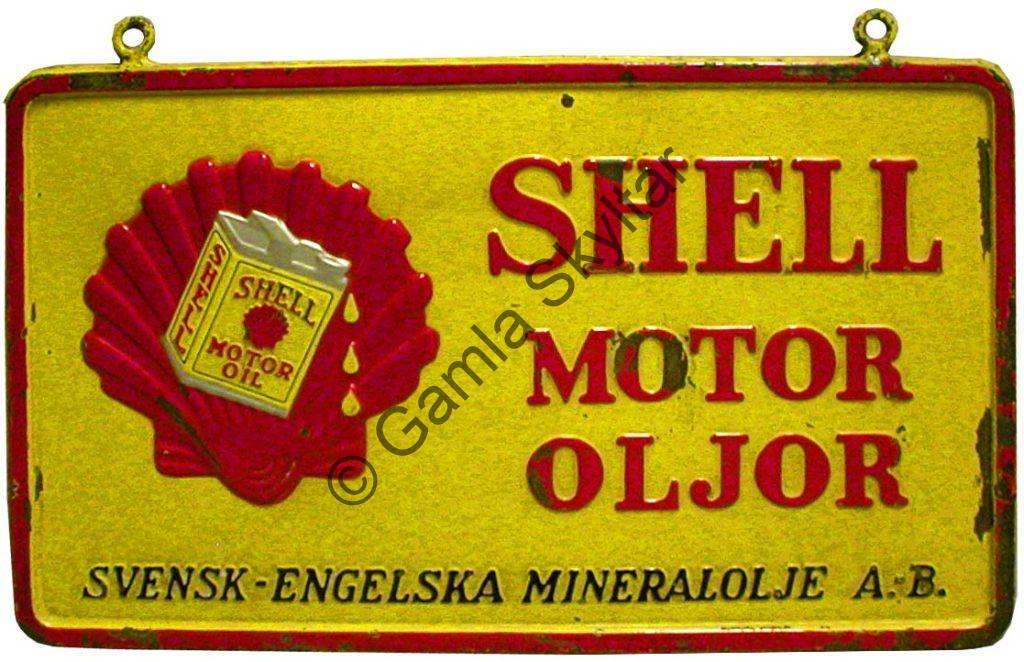 SHELL
MOTOR
OLJOR
SHELL
SHELL
MOTOR
OIL
SVENSK-ENGELSKA MINERALOLJE A.-B.
© Gamla Skyltar